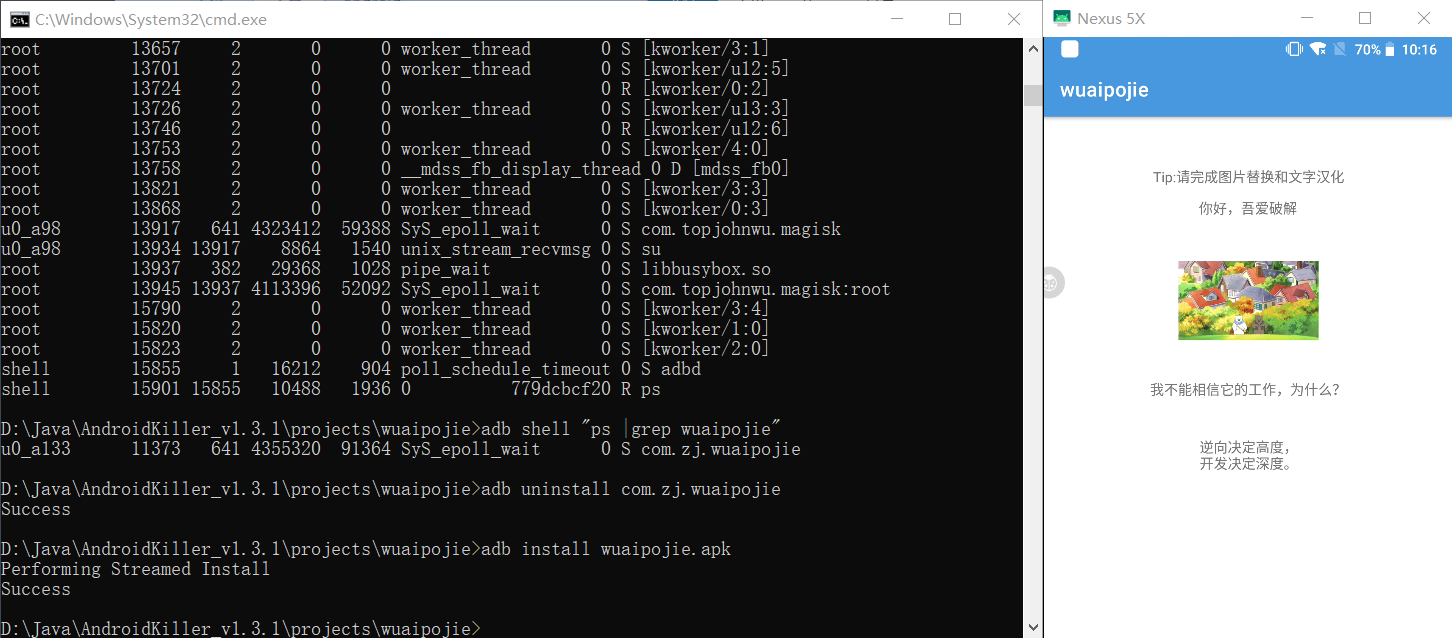 C:\Windows\System32\cmd.exe
root 13657 2 0 0 worker_thread 0 S [kworker/3:1]
root 13701 2 0 0 worker_thread 0 S [kworker/u12:5]
root 13724 2 0 0 0 R [kworker/0:2]
root 13726 2 0 0 worker_thread 0 S [kworker/u13:3]
root 13746 2 0 0 0 R [kworker/u12:6]
root 13753 2 0 0 worker_thread 0 S [kworker/4:0]
root 13758 2 0 0 __mdss_fb_display_thread 0 D [mdss_fb0]
root 13821 2 0 0 worker_thread 0 S [kworker/3:3]
root 13868 2 0 0 worker_thread 0 S [kworker/0:3]
u0_a98 13917 641 4323412 59388 SyS_epoll_wait 0 S com.topjohnwu.magisk
u0_a98 13934 13917 8864 1540 unix_stream_recvmsg 0 S su
root 13937 382 29368 1028 pipe_wait 0 S libbusybox.so
root 13945 13937 4113396 52092 SyS_epoll_wait 0 S com.topjohnwu.magisk:root
root 15790 2 0 0 worker_thread 0 S [kworker/3:4]
root 15820 2 0 0 worker_thread 0 S [kworker/1:0]
root 15823 2 0 0 worker_thread 0 S [kworker/2:0]
shell 15855 1 16212 904 poll_schedule_timeout 0 S adbd
shell 15901 15855 10488 1936 0 779dcbcf20 R ps
D:\Java\AndroidKiller_v1.3.1\projects\wuaipojie>adb shell "ps |grep wuaipojie"
u0_a133 11373 641 4355320 91364 SyS_epoll_wait 0 S com.zj.wuaipojie
D:\Java\AndroidKiller_v1.3.1\projects\wuaipojie>adb uninstall com.zj.wuaipojie
Success
D:\Java\AndroidKiller_v1.3.1\projects\wuaipojie>adb install wuaipojie.apk
Performing Streamed Install
Success
D:\Java\AndroidKiller_v1.3.1\projects\wuaipojie>
Nexus 5X
70% 10:16
wuaipojie
Tip:请完成图片替换和文字汉化
你好，吾爱破解
我不能相信它的工作，为什么?
逆向决定高度，
开发决定深度。